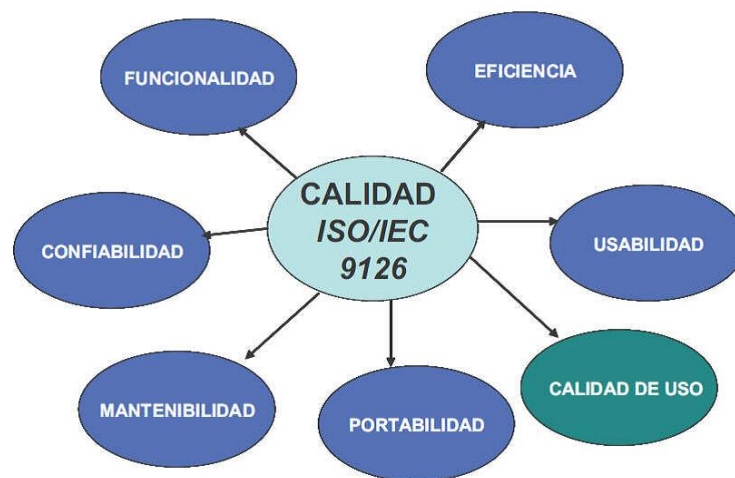 FUNCIONALIDAD
EFICIENCIA
CALIDAD
ISO/IEC
9126
CONFIABILIDAD
USABILIDAD
MANTENIBILIDAD
PORTABILIDAD
CALIDAD DE USO